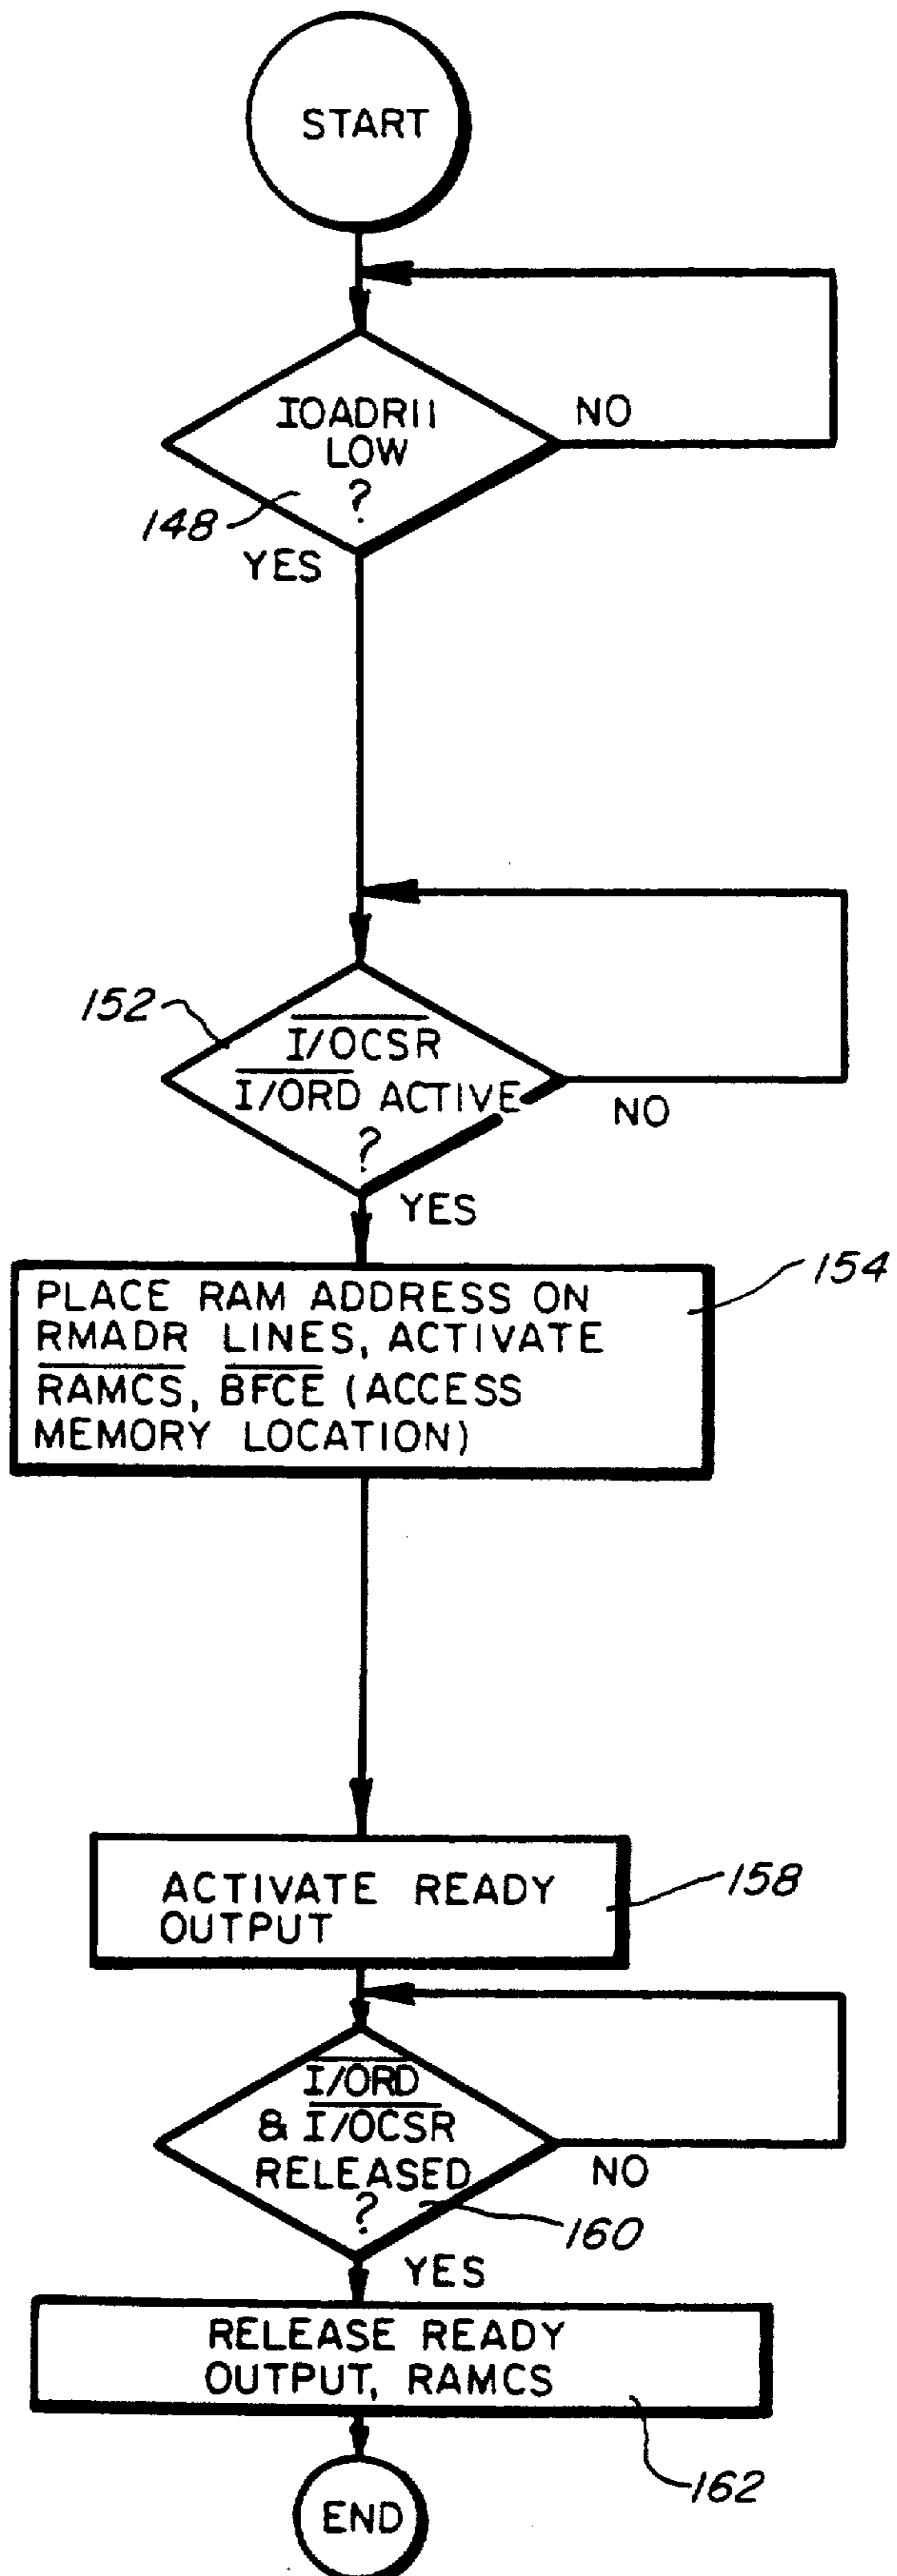 START
IOADR11
LOW
?
NO
148
YES
152
I/OCSR
I/ORD ACTIVE
?
NO
YES
154
PLACE RAM ADDRESS ON
RMADR LINES, ACTIVATE
RAMCS, BFCE (ACCESS
MEMORY LOCATION)
ACTIVATE READY
OUTPUT
158
I/ORD
& I/OCSR
RELEASED
?
NO
160
YES
RELEASE READY
OUTPUT, RAMCS
162
END